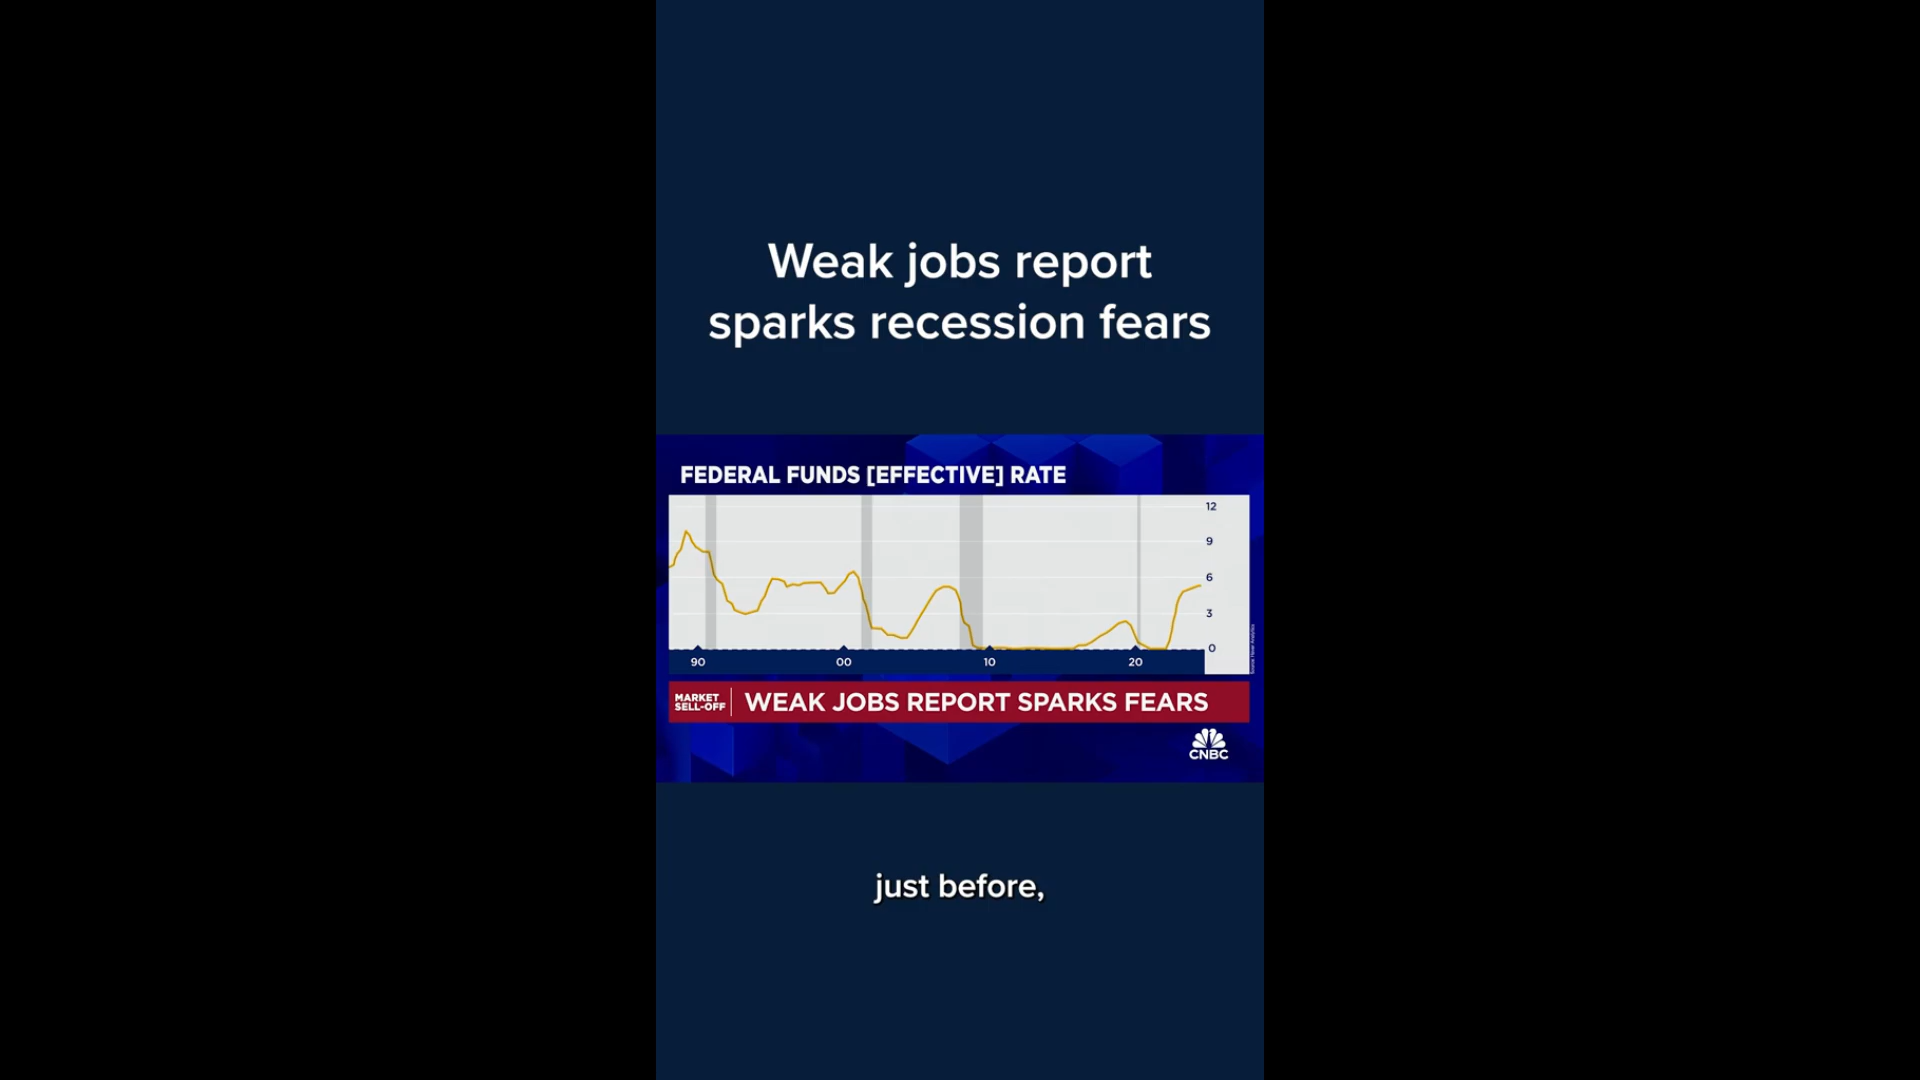 Weak jobs report
sparks recession fears
FEDERAL FUNDS [EFFECTIVE] RATE
12
9
6
3
0
90
00
10
20
MARKET
SELL-OFF
WEAK JOBS REPORT SPARKS FEARS
CNBC
just before,